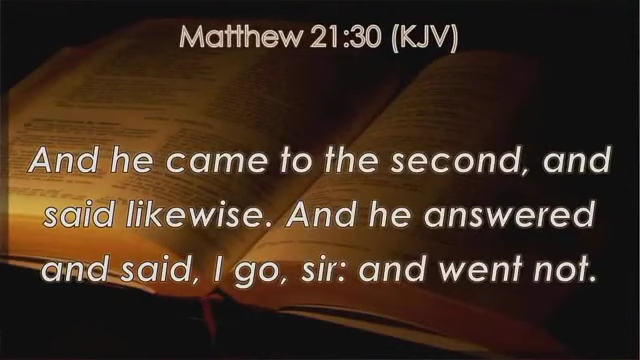 Matthew 21:30 (KJV)
And he came to the second, and
said likewise. And he answered
and said, I go, sir: and went not.